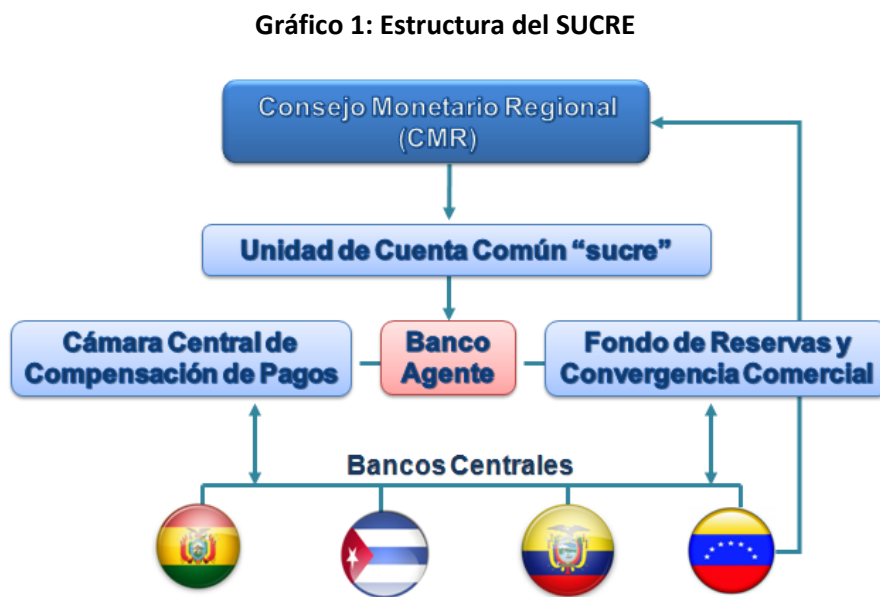 Gráfico 1: Estructura del SUCRE
Consejo Monetario Regional
(CMR)
Unidad de Cuenta Común “sucre”
Cámara Central de
Compensación de Pagos
Banco
Agente
Fondo de Reservas y
Convergencia Comercial
Bancos Centrales